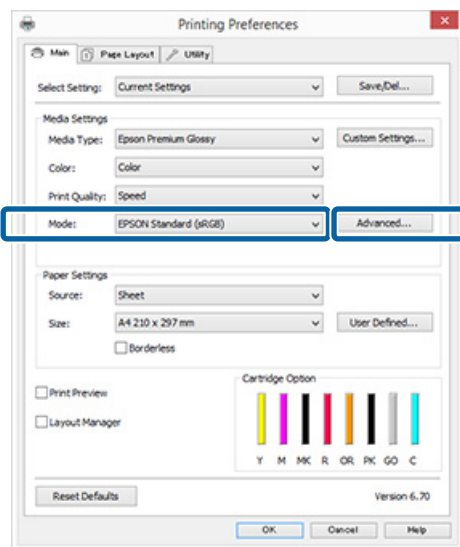 Printing Preferences
Main Page Layout Utility
Select Setting: Current Settings Save/Del...
Media Settings
Media Type: Epson Premium Glossy Custom Settings...
Color: Color
Print Quality: Speed
Mode: EPSON Standard (sRGB) Advanced...
Paper Settings
Source: Sheet
Size: A4 210 x 297 mm User Defined...
Borderless
Print Preview
Layout Manager
Cartridge Option
Y M MK R OR PK GO C
Reset Defaults Version 6.70
OK Cancel Help